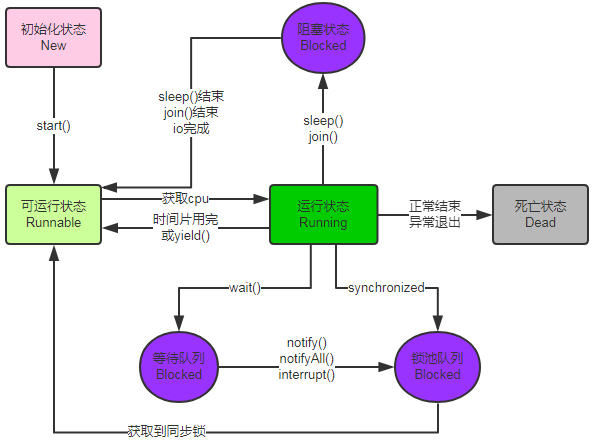 初始化状态
New
阻塞状态
Blocked
sleep()结束
join()结束
io完成
start()
sleep()
join()
可运行状态
Runnable
获取cpu
时间片用完
或yield()
运行状态
Running
正常结束
异常退出
死亡状态
Dead
wait()
synchronized
等待队列
Blocked
notify()
notifyAll()
interrupt()
锁池队列
Blocked
获取到同步锁